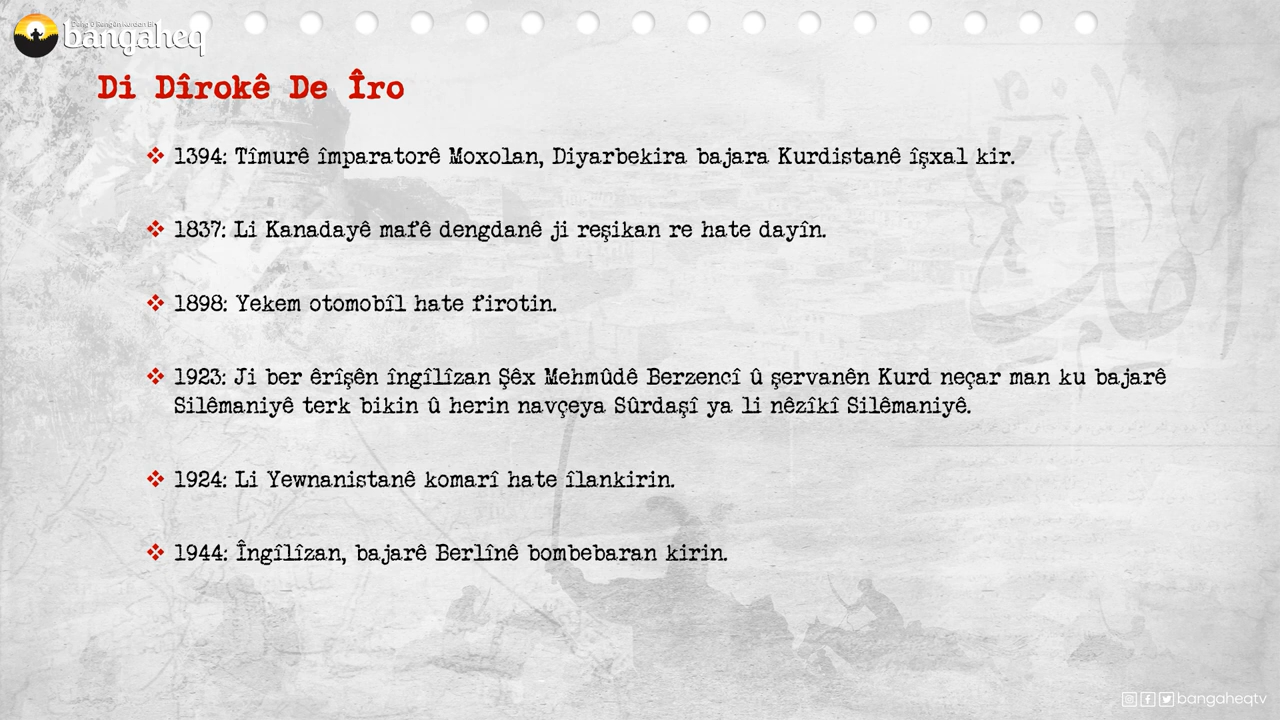 bangaheq
Di Dîrokê De Îro
❖ 1394: Tîmurê împaratorê Moxolan, Diyarbekira bajara Kurdistanê îşxal kir.
❖ 1837: Li Kanadayê mafê dengdanê ji reşikan re hate dayîn.
❖ 1898: Yekem otomobîl hate firotin.
❖ 1923: Ji ber êrîşên îngîlîzan Şêx Mehmûdê Berzencî û şervanên Kurd neçar man ku bajarê
Silêmaniyê terk bikin û herin navçeya Sûrdaşî ya li nêzîkî Silêmaniyê.
❖ 1924: Li Yewnanistanê komarî hate îlankirin.
❖ 1944: Îngîlîzan, bajarê Berlînê bombebaran kirin.
bangaheqtv